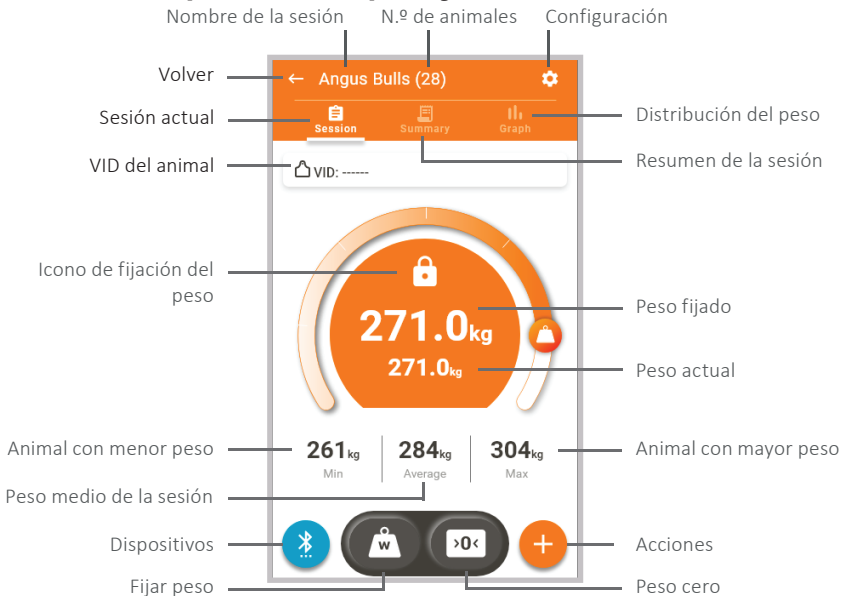 Nombre de la sesión
N.º de animales
Configuración
Volver
Angus Bulls (28)
Sesión actual
Session
Summary
Graph
Distribución del peso
VID del animal
VID: ------
Resumen de la sesión
Icono de fijación del
peso
271.0kg
Peso fijado
271.0kg
Peso actual
Animal con menor peso
261kg
284kg
304kg
Animal con mayor peso
Min
Average
Max
Peso medio de la sesión
Dispositivos
W
>0<
Acciones
Fijar peso
Peso cero